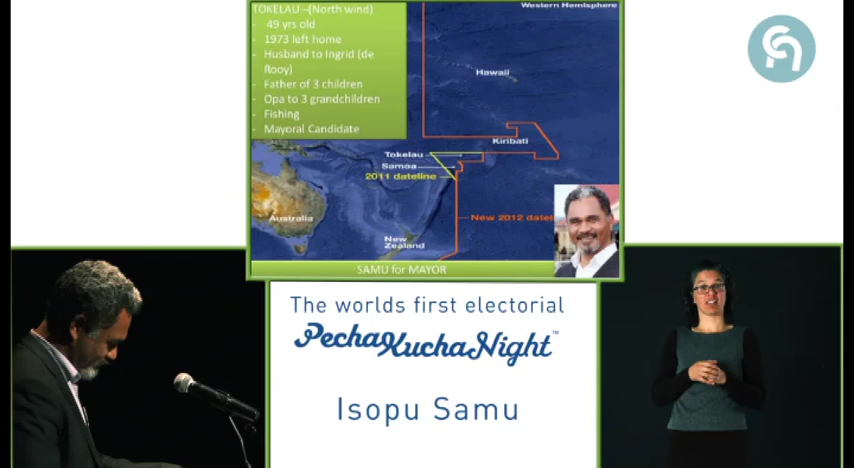 TOKELAU –(North wind)
- 49 yrs old
- 1973 left home
- Husband to Ingrid (de
Rooy)
- Father of 3 children
- Opa to 3 grandchildren
- Fishing
- Mayoral Candidate
Western Hemisphere
Hawaii
Kiribati
Tokelau
Samoa
2011 dateline
Australia
New 2012 datel
New
Zealand
SAMU for MAYOR
The worlds first electorial
PechaKuchaNight™
Isopu Samu